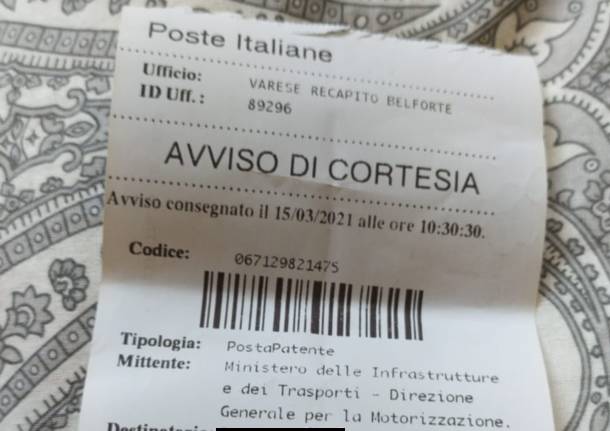 Poste Italiane
Ufficio: VARESE RECAPITO BELFORTE
ID Uff.: 89296
AVVISO DI CORTESIA
Avviso consegnato il 15/03/2021 alle ore 10:30:30.
Codice: 067129821475
Tipologia: PostaPatente
Mittente: Ministero delle Infrastrutture
e dei Trasporti - Direzione
Generale per la Motorizzazione.